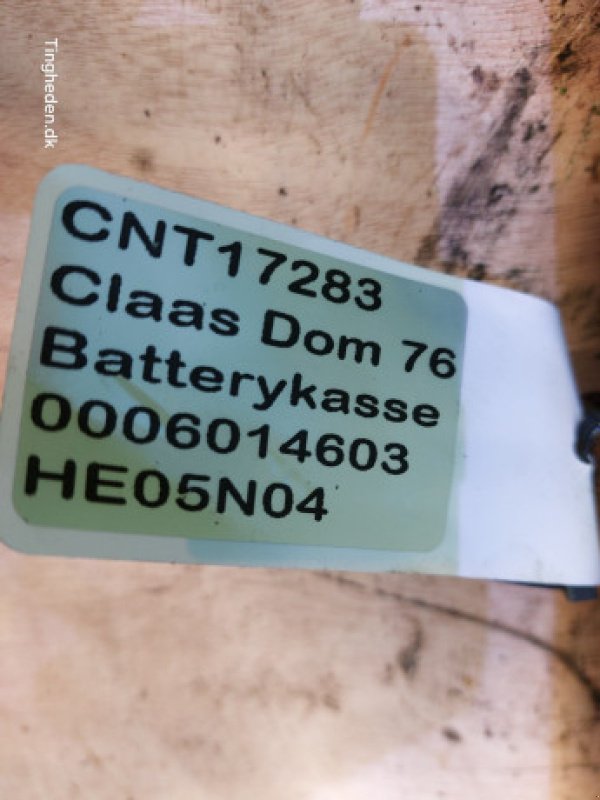 Tingheden.dk
CNT17283
Claas Dom 76
Batterykasse
0006014603
HE05N04